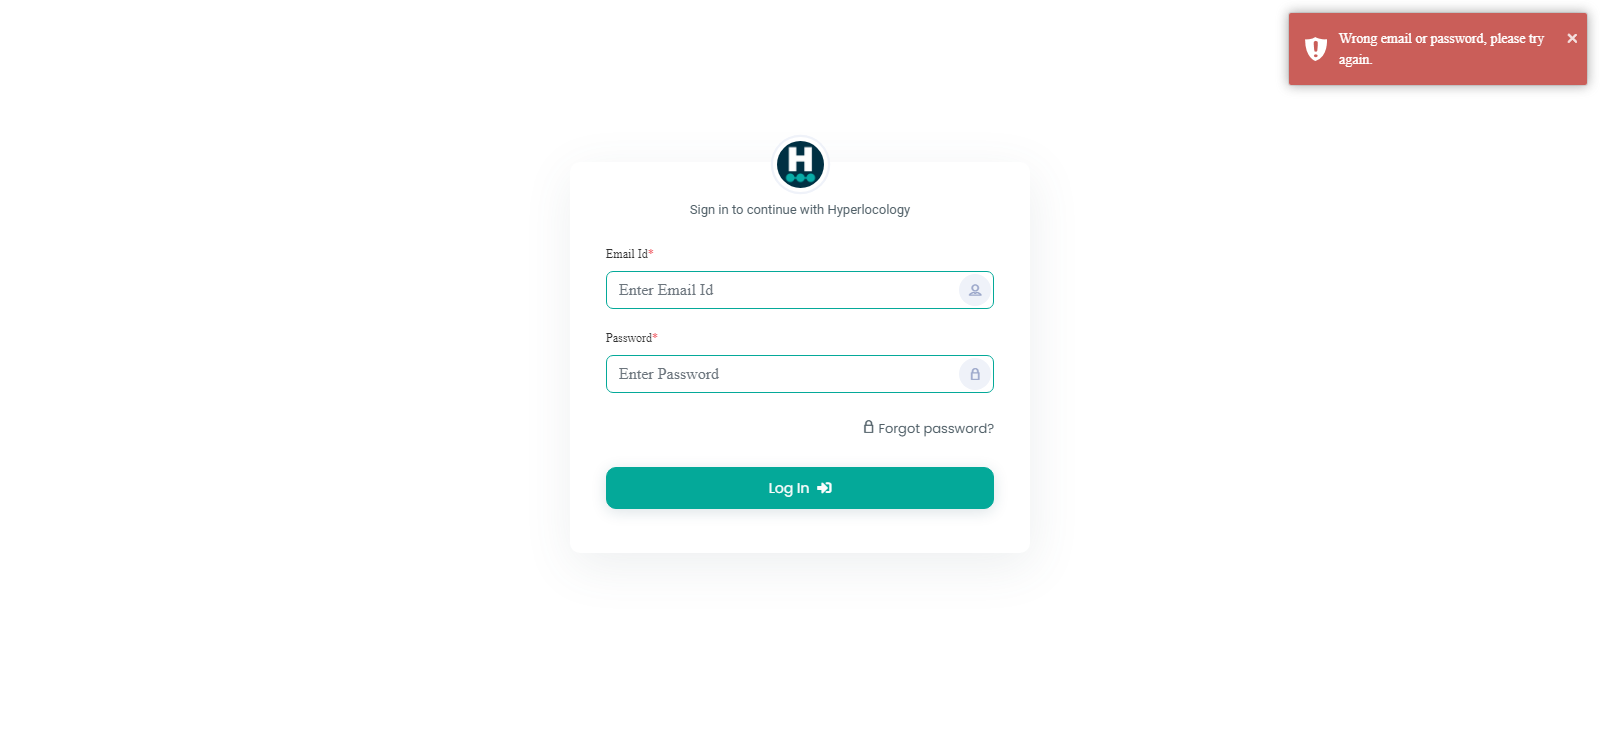 Wrong email or password, please try
again.
H
Sign in to continue with Hyperlocology
Email Id*
Enter Email Id
Password*
Enter Password
Forgot password?
Log In